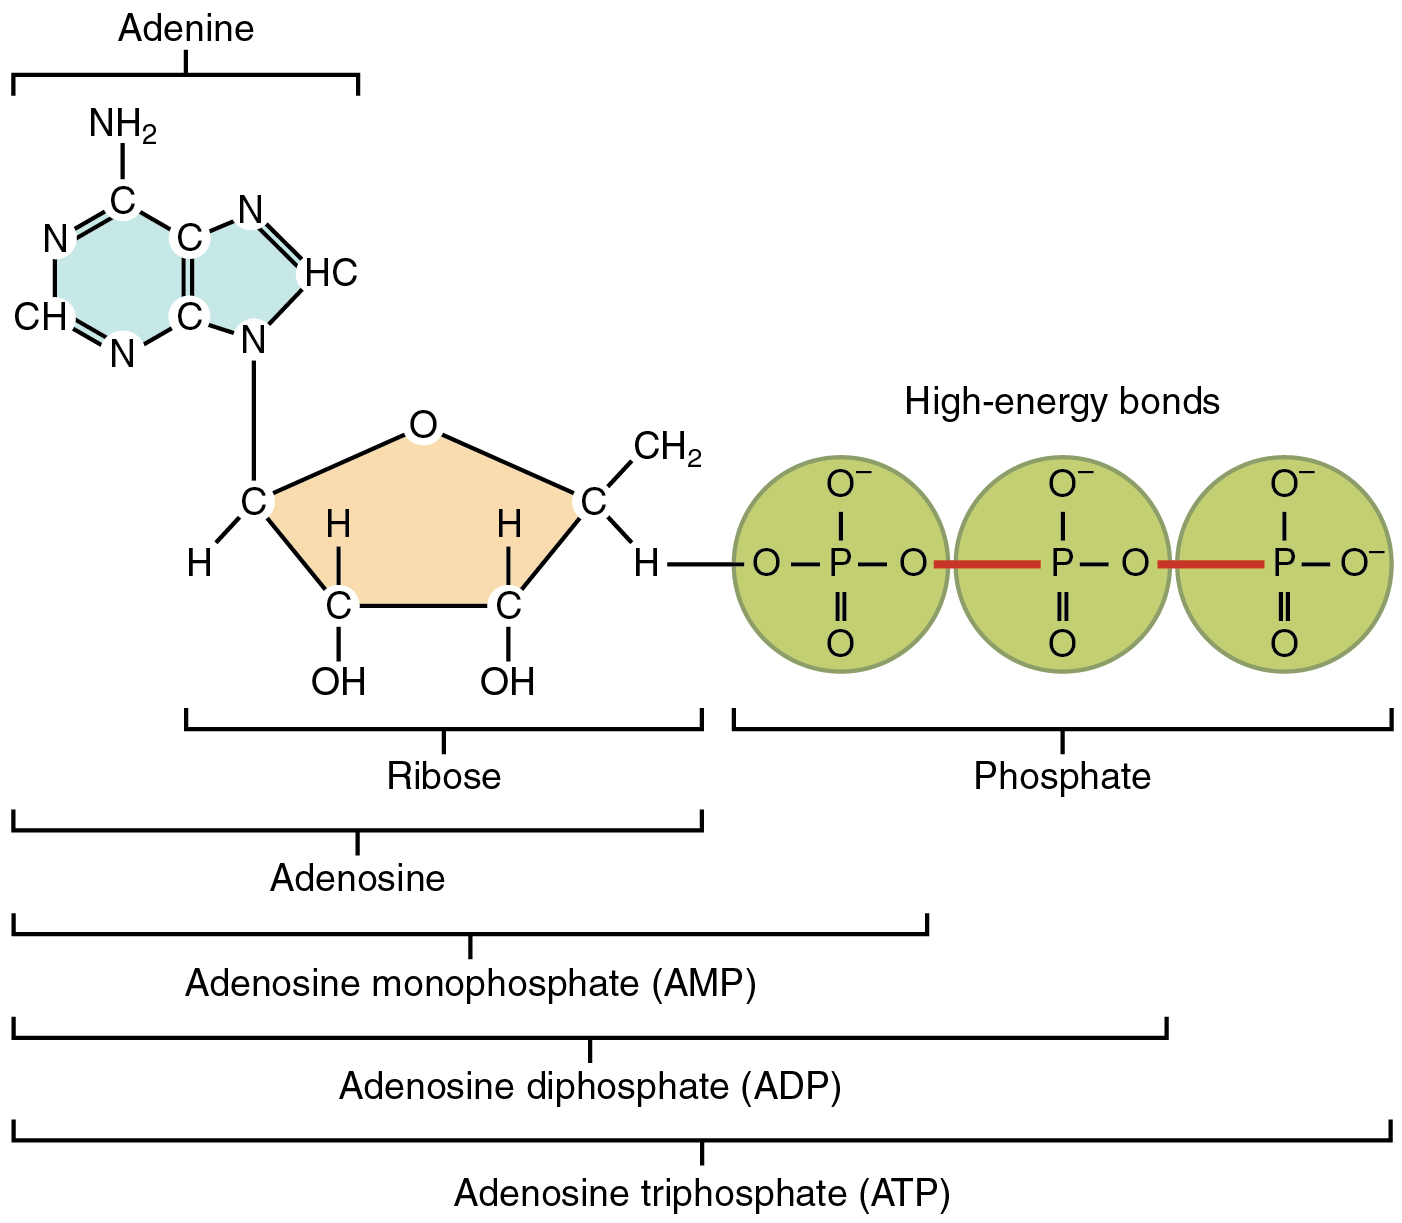 Adenine
NH₂
C
N
N
C
HC
CH
C
N
N
High-energy bonds
O
CH₂
O⁻ O⁻ O⁻
C
C
H
H
H
H
O P O P O P O⁻
C
C
O O O
OH
OH
Ribose
Phosphate
Adenosine
Adenosine monophosphate (AMP)
Adenosine diphosphate (ADP)
Adenosine triphosphate (ATP)